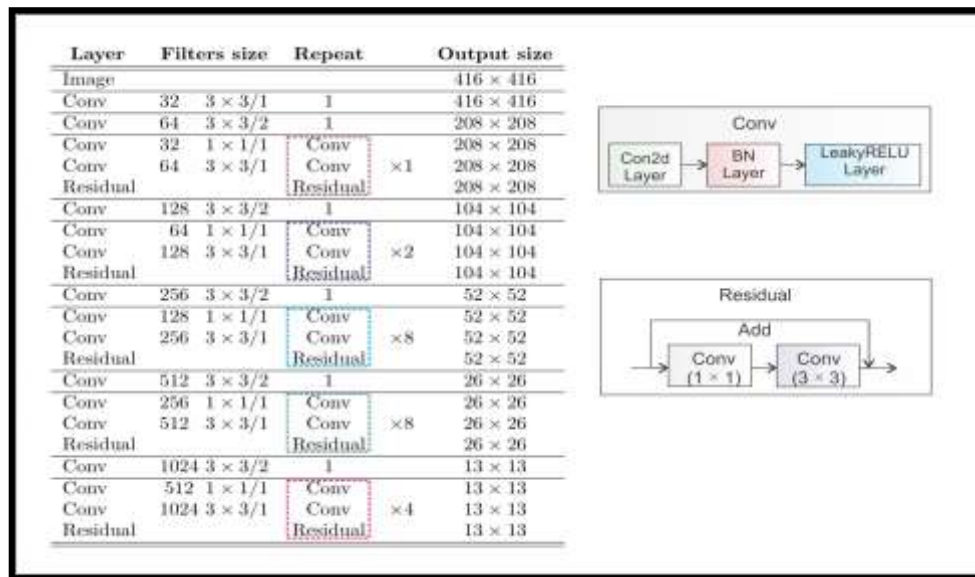 Layer Filters size Repeat Output size
Image 416 × 416
Conv 32 3 × 3/1 1 416 × 416
Conv 64 3 × 3/2 1 208 × 208
Conv 32 1 × 1/1 Conv 208 × 208
Conv 64 3 × 3/1 Conv ×1 208 × 208
Residual Residual 208 × 208
Conv 128 3 × 3/2 1 104 × 104
Conv 64 1 × 1/1 Conv 104 × 104
Conv 128 3 × 3/1 Conv ×2 104 × 104
Residual Residual 104 × 104
Conv 256 3 × 3/2 1 52 × 52
Conv 128 1 × 1/1 Conv 52 × 52
Conv 256 3 × 3/1 Conv ×8 52 × 52
Residual Residual 52 × 52
Conv 512 3 × 3/2 1 26 × 26
Conv 256 1 × 1/1 Conv 26 × 26
Conv 512 3 × 3/1 Conv ×8 26 × 26
Residual Residual 26 × 26
Conv 1024 3 × 3/2 1 13 × 13
Conv 512 1 × 1/1 Conv 13 × 13
Conv 1024 3 × 3/1 Conv ×4 13 × 13
Residual Residual 13 × 13
Conv
Con2d Layer
BN Layer
LeakyRELU Layer
Residual
Add
Conv (1 × 1)
Conv (3 × 3)